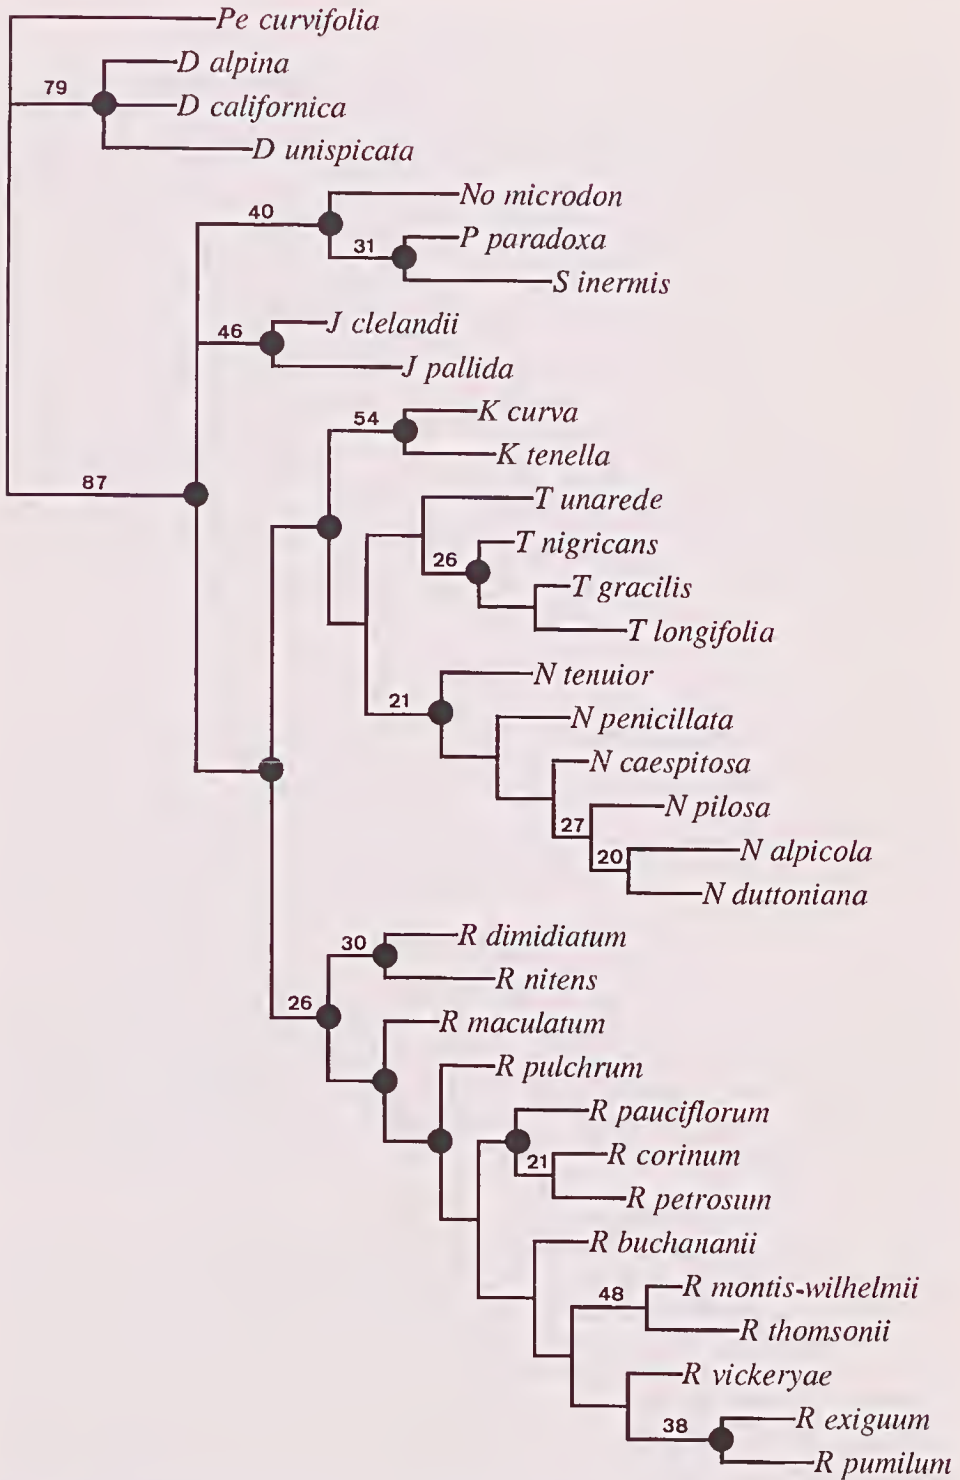 Pe curvifolia
D alpina
79
D californica
D unispicata
No microdon
40
P paradoxa
31
S inermis
J clelandii
46
J pallida
K curva
54
K tenella
87
T unarede
T nigricans
26
T gracilis
T longifolia
N tenuior
21
N penicillata
N caespitosa
N pilosa
27
N alpicola
20
N duttoniana
R dimidiatum
30
R nitens
26
R maculatum
R pulchrum
R pauciflorum
R corinum
21
R petrosum
R buchananii
R montis-wilhelmii
48
R thomsonii
R vickeryae
R exiguum
38
R pumilum